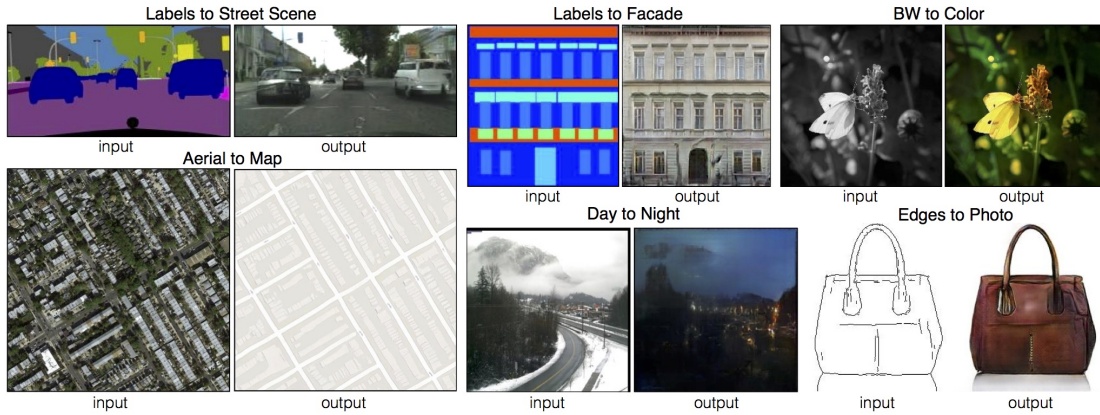 Labels to Street Scene
input
output
Aerial to Map
input
output
Labels to Facade
input
output
BW to Color
input
output
Day to Night
input
output
Edges to Photo
input
output